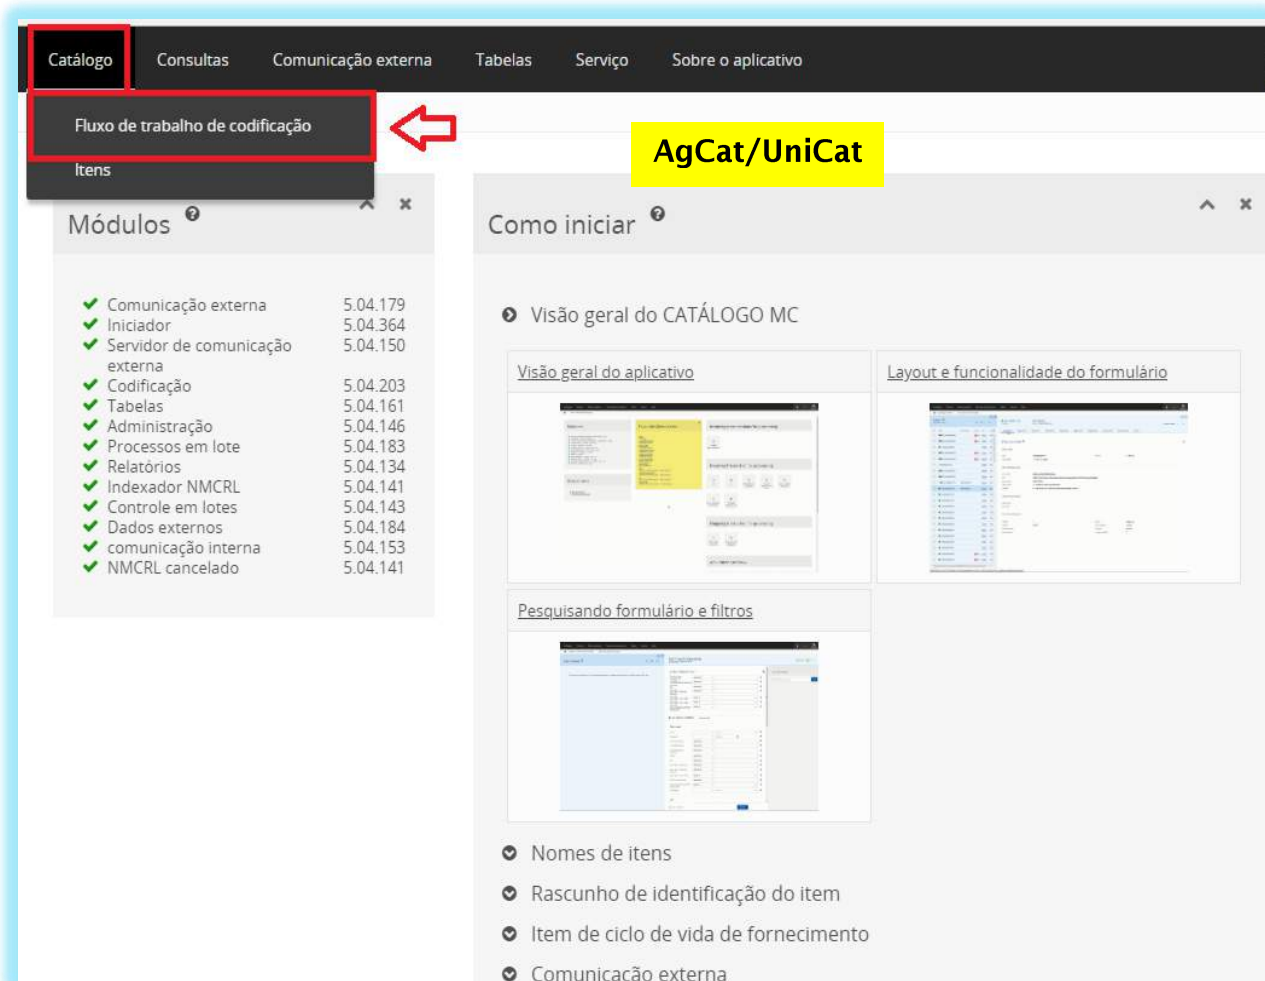 Catálogo Consultas Comunicação externa Tabelas Serviço Sobre o aplicativo
Fluxo de trabalho de codificação
Itens
AgCat/UniCat
Módulos
Comunicação externa 5.04.179
Iniciador 5.04.364
Servidor de comunicação 5.04.150
externa
Codificação 5.04.203
Tabelas 5.04.161
Administração 5.04.146
Processos em lote 5.04.183
Relatórios 5.04.134
Indexador NMCRL 5.04.141
Controle em lotes 5.04.143
Dados externos 5.04.184
comunicação interna 5.04.153
NMCRL cancelado 5.04.141
Como iniciar
Visão geral do CATÁLOGO MC
Visão geral do aplicativo
Layout e funcionalidade do formulário
Pesquisando formulário e filtros
Nomes de itens
Rascunho de identificação do item
Item de ciclo de vida de fornecimento
Comunicação externa